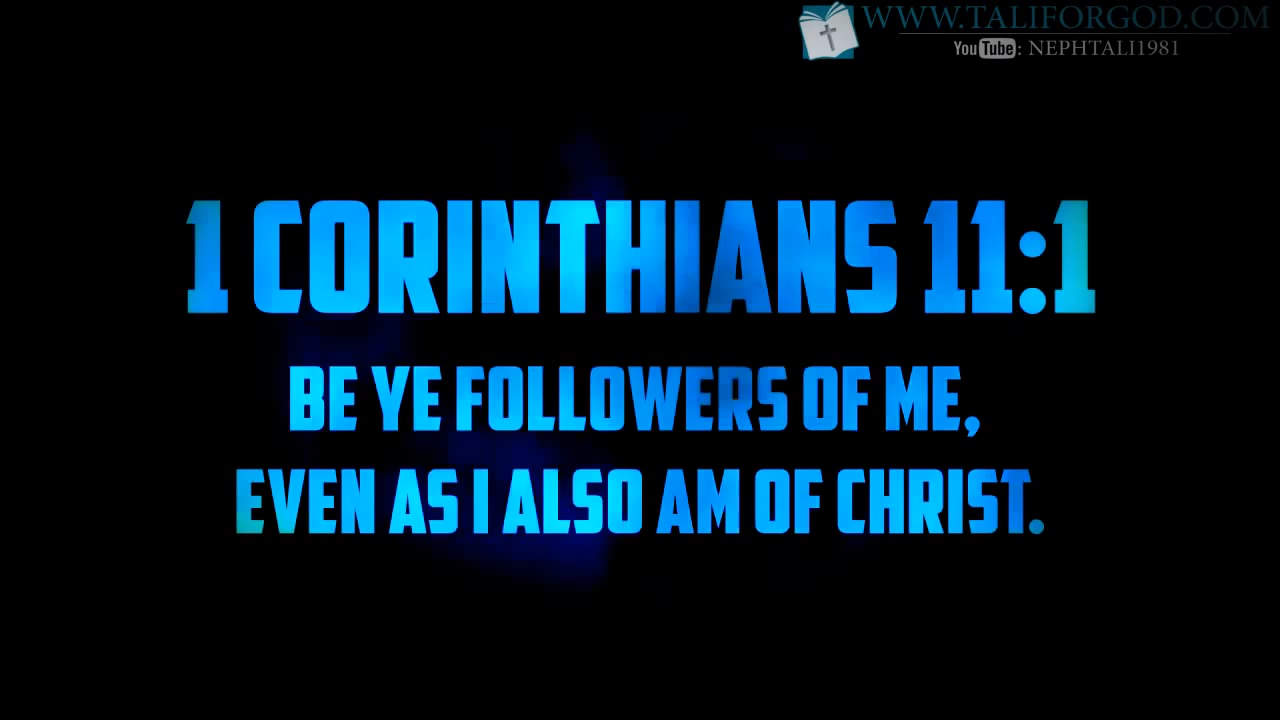 WWW.TALIFORGOD.COM
YouTube: NEPHTALI1981
1 CORINTHIANS 11:1
BE YE FOLLOWERS OF ME,
EVEN AS I ALSO AM OF CHRIST.